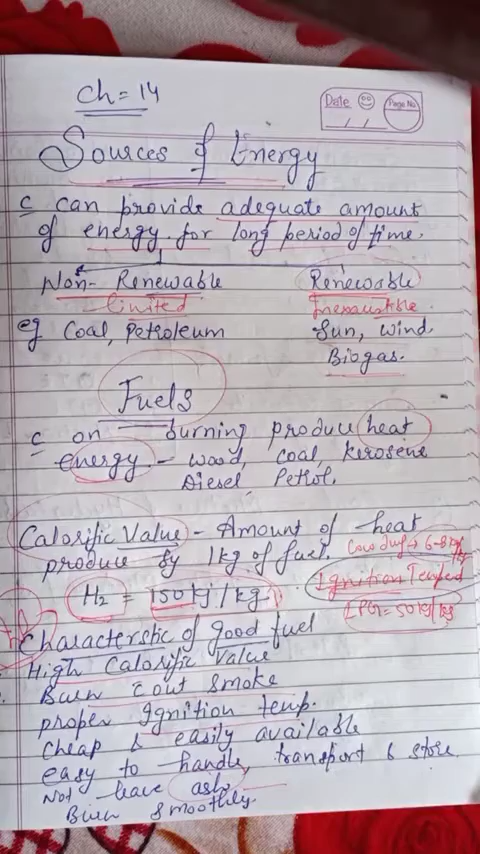 Ch = 14
Date
Page No.
Sources of Energy
c can provide adequate amount
of energy for long period of time.
Non-Renewable Renewable
limited Inexaustible
eg Coal, Petroleum Sun, Wind.
Biogas.
Fuels
c on burning produce heat
energy - wood, coal, kerosene
Diesel, Petrol.
Calorific Value - Amount of heat
produce by 1kg of fuel. Cow dung → 6-8 kj/kg
Ignition Temp
H₂ = 150 kj/kg. LPG = 50 kj/kg
Characterstic of good fuel
High Calorific Value
Burn c out smoke
proper Ignition temp.
Cheap & easily available
easy to handle, transport & store
Not leave ash.
Burn smoothly.